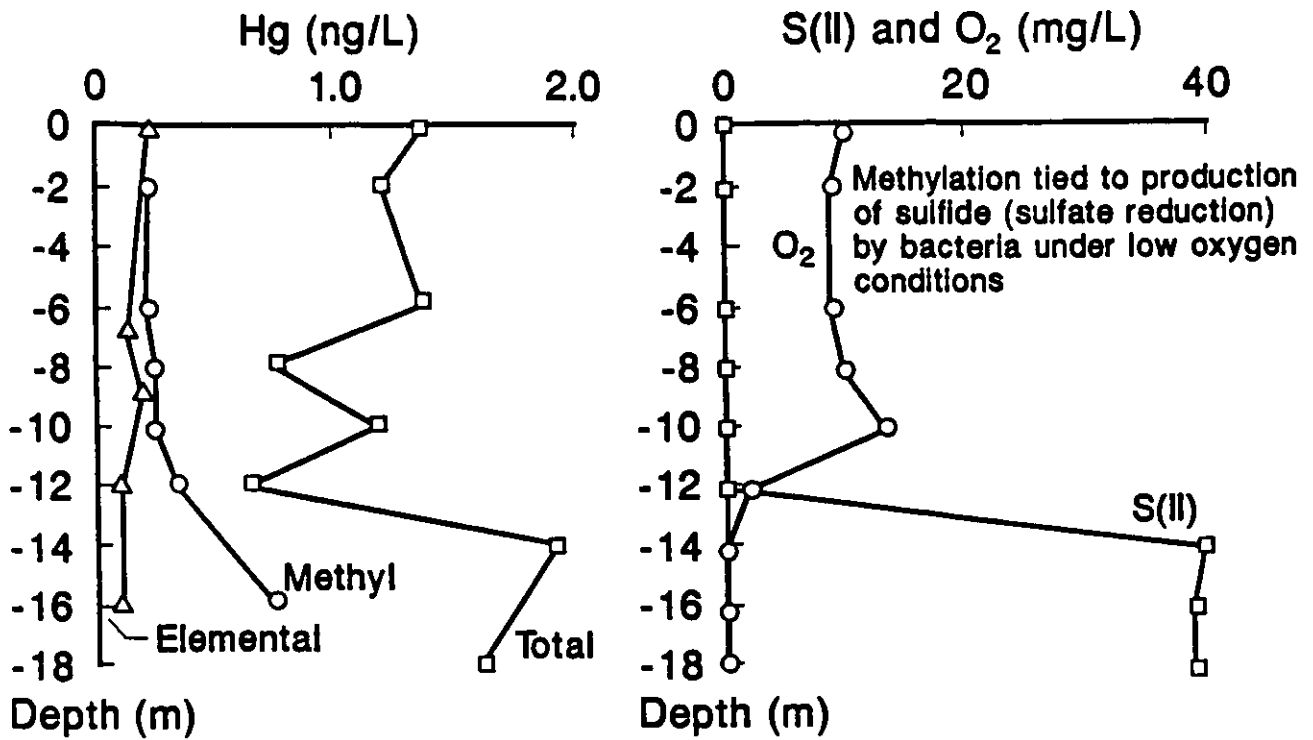 Hg (ng/L)
0 1.0 2.0
0
-2
-4
-6
-8
-10
-12
-14
-16
-18
Methyl
Elemental
Total
Depth (m)
S(II) and O₂ (mg/L)
0 20 40
0
-2
-4
-6
-8
-10
-12
-14
-16
-18
Methylation tied to production
of sulfide (sulfate reduction)
by bacteria under low oxygen
conditions
O₂
S(II)
Depth (m)